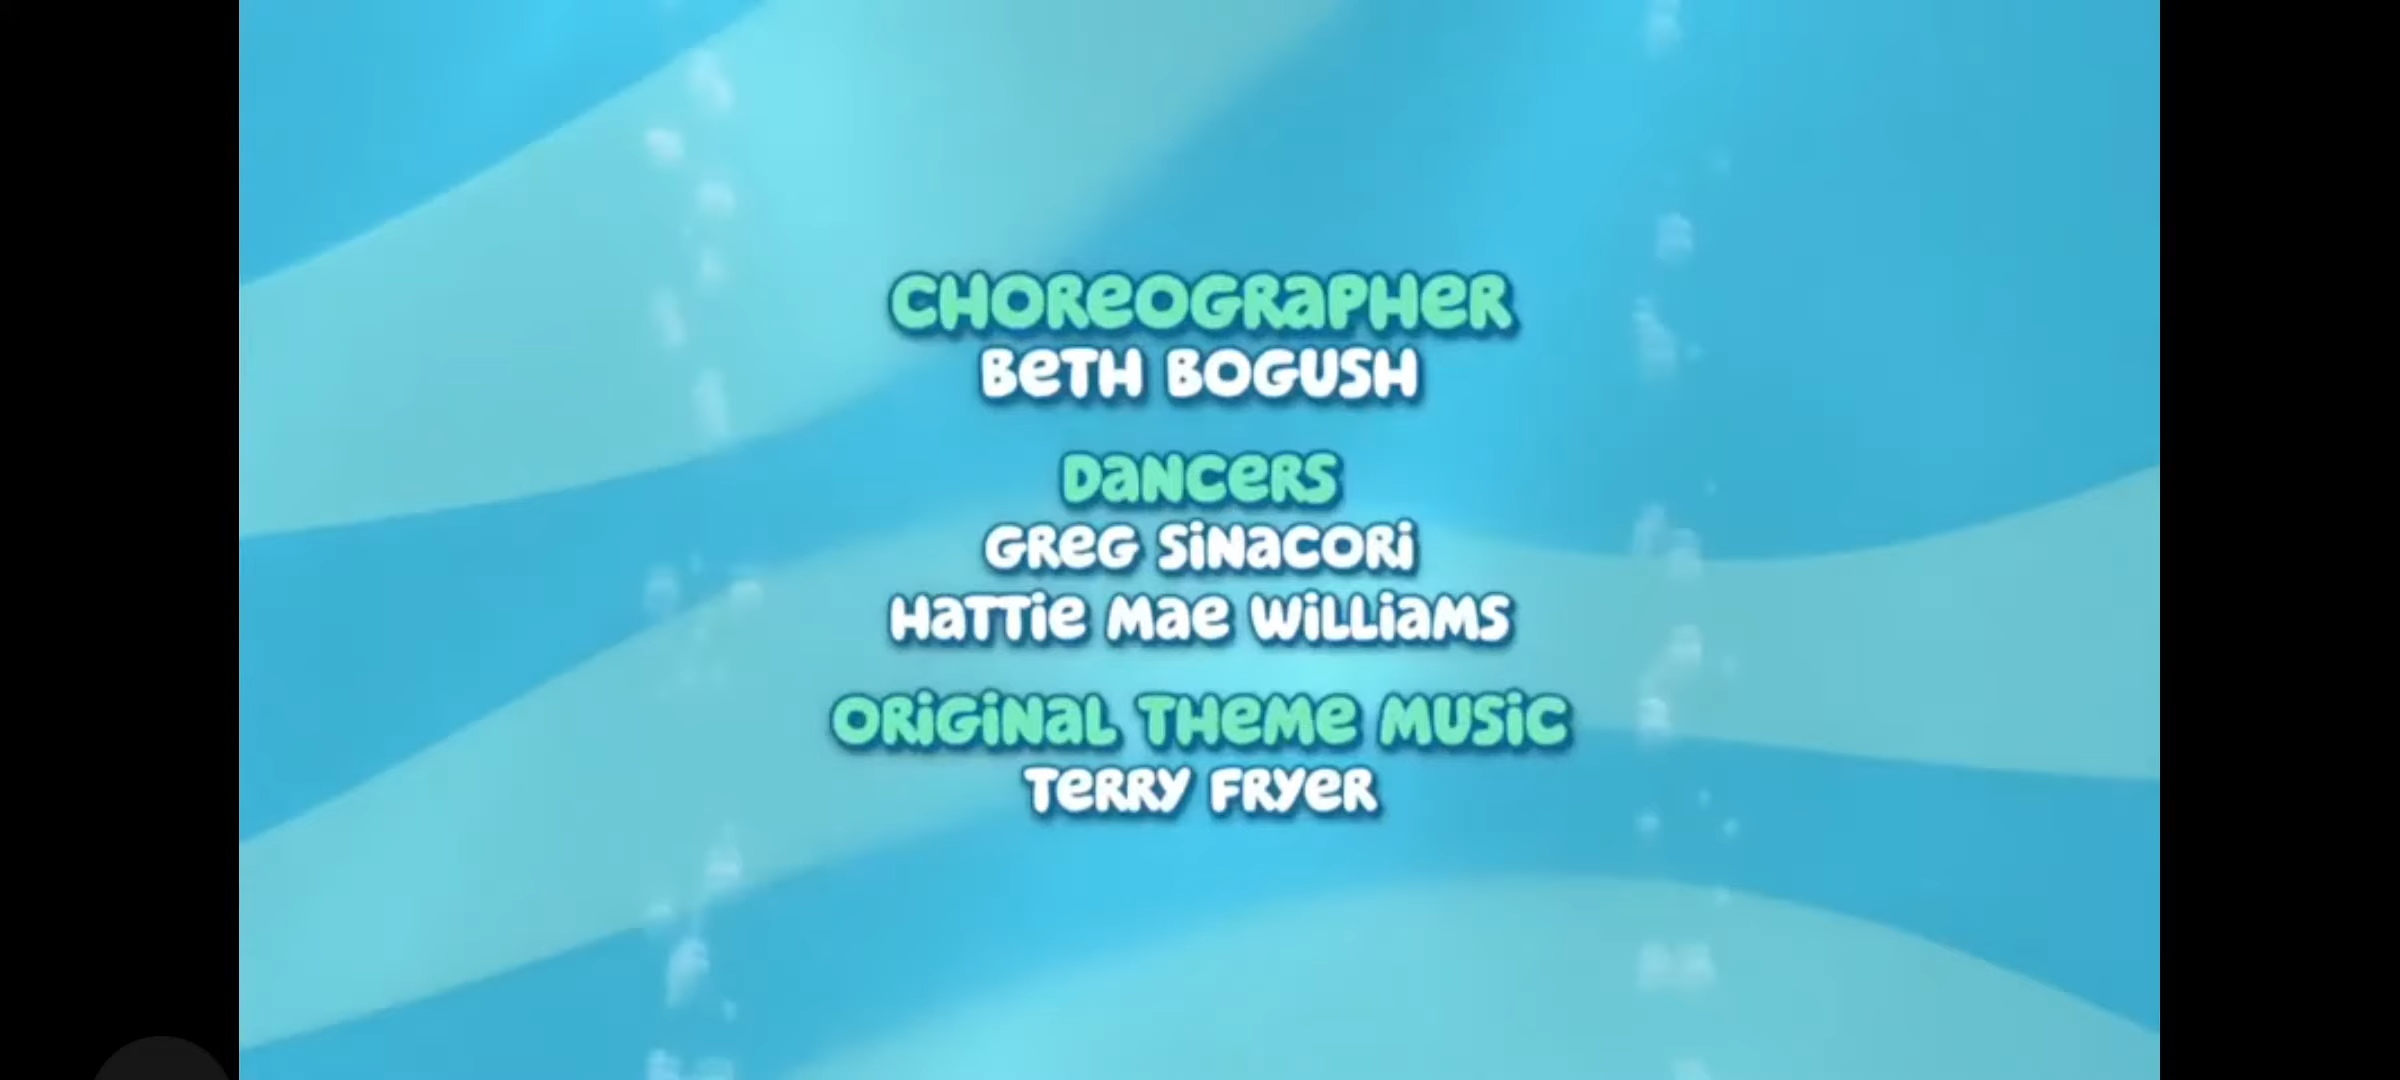 CHOReOGRaPHeR
BeTH BOGUSH
DaNCeRS
GReG SiNaCORi
HaTTie Mae WiLLiaMS
ORiGiNaL THeMe MUSiC
TeRRY FRYeR